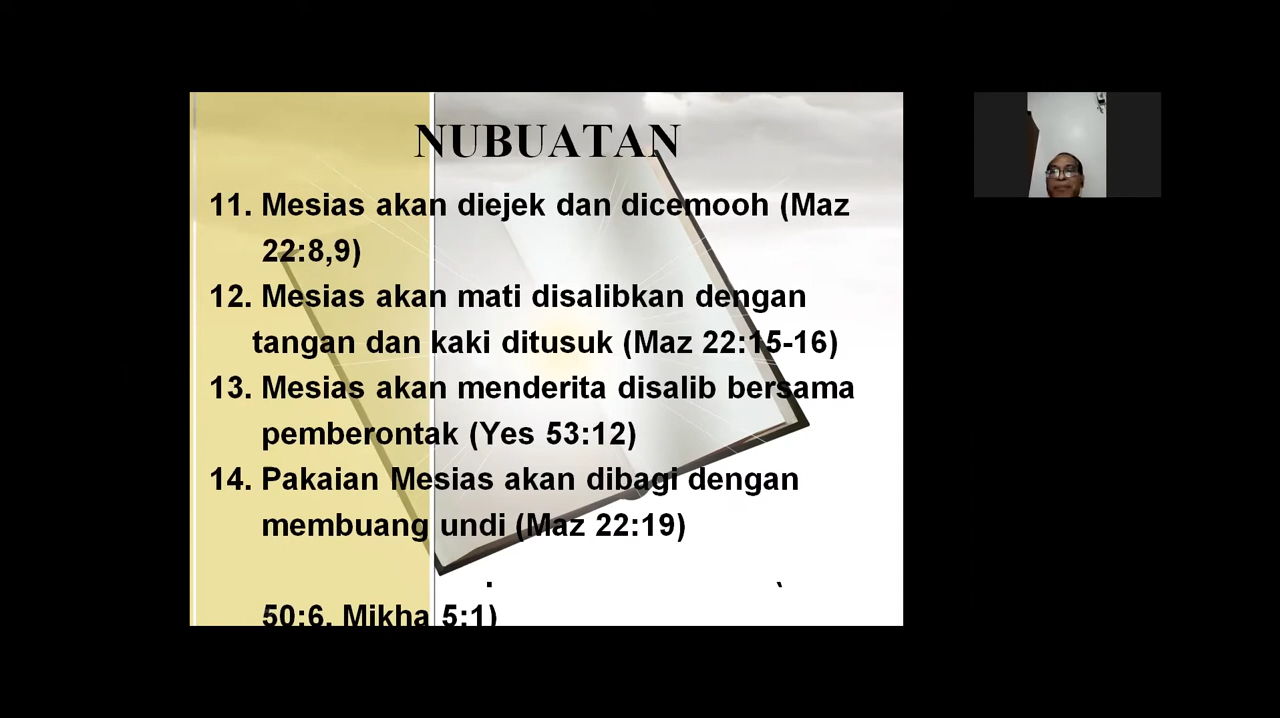 NUBUATAN
11. Mesias akan diejek dan dicemooh (Maz
22:8,9)
12. Mesias akan mati disalibkan dengan
tangan dan kaki ditusuk (Maz 22:15-16)
13. Mesias akan menderita disalib bersama
pemberontak (Yes 53:12)
14. Pakaian Mesias akan dibagi dengan
membuang undi (Maz 22:19)
50:6, Mikha 5:1)